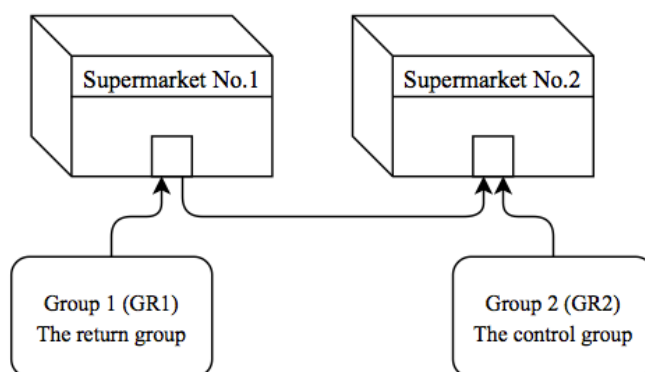 Supermarket No.1
Supermarket No.2
Group 1 (GR1)
The return group
Group 2 (GR2)
The control group